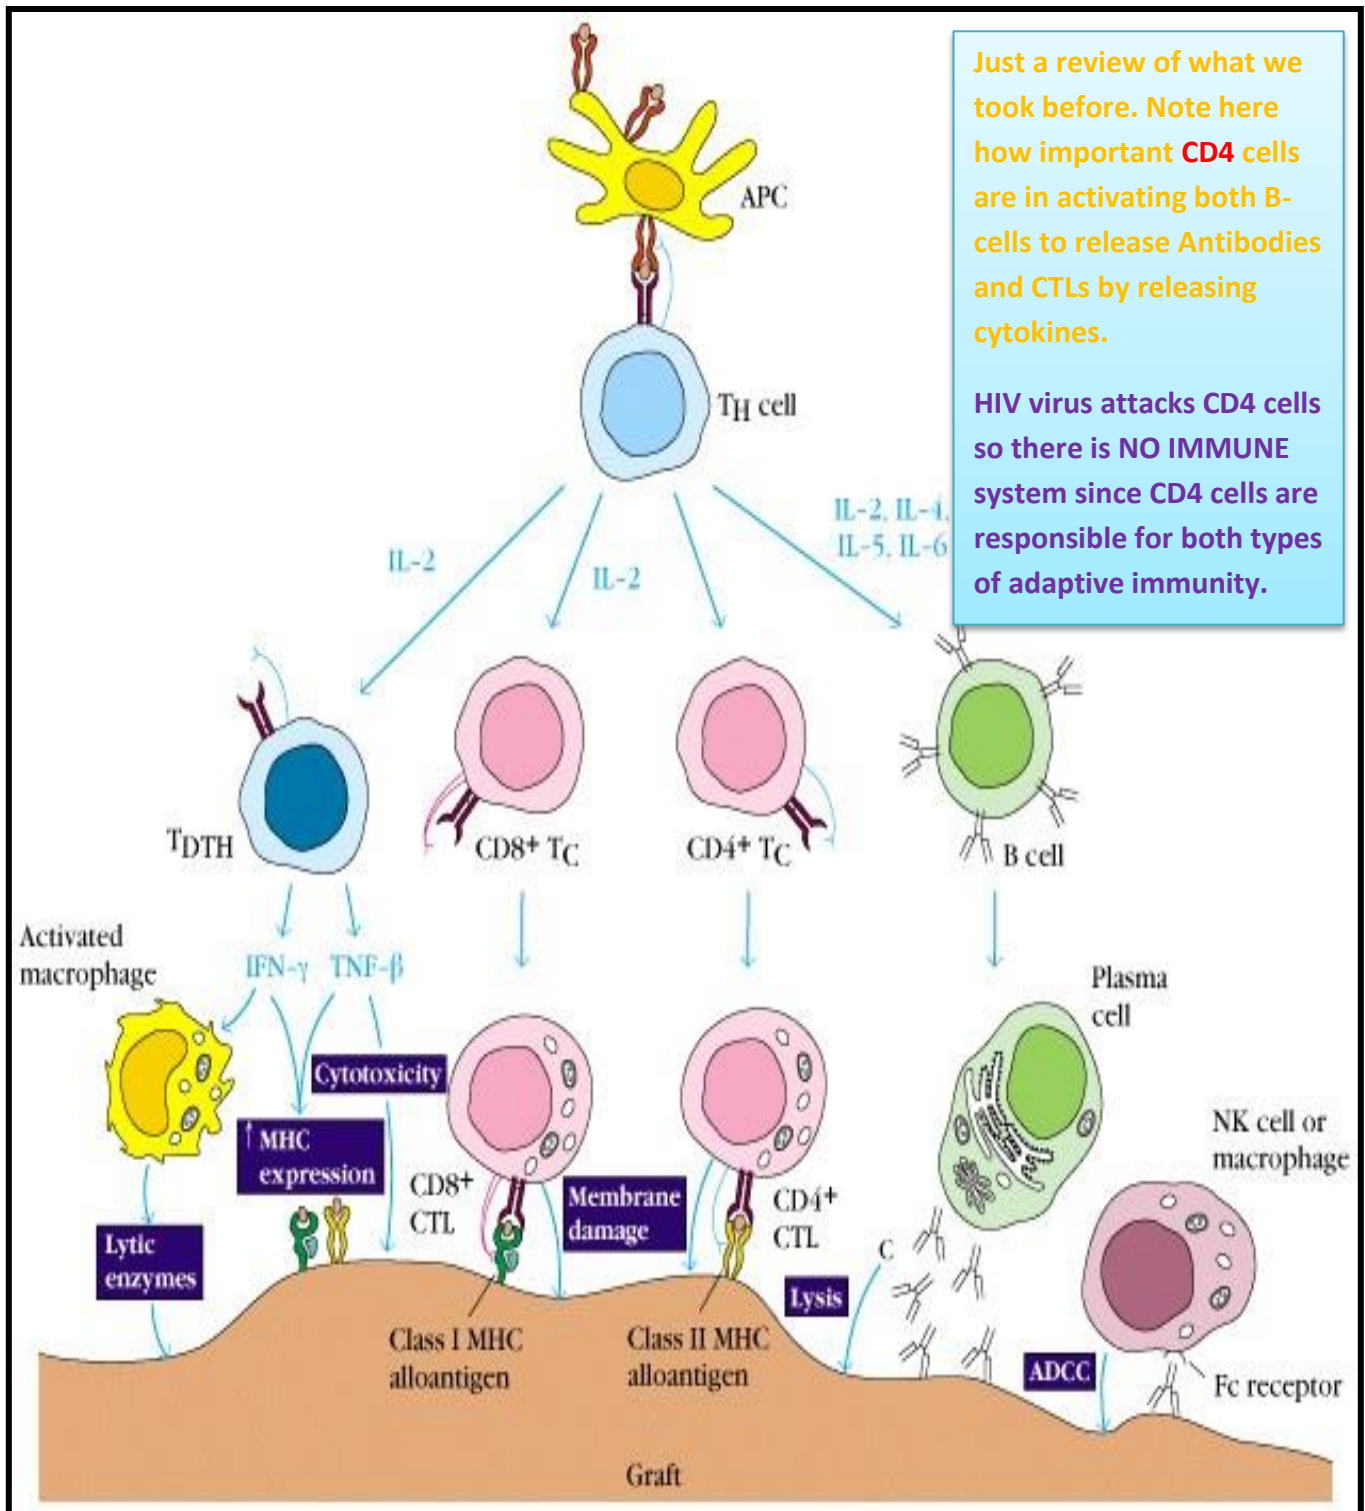 Just a review of what we
took before. Note here
how important CD4 cells
are in activating both B-
cells to release Antibodies
and CTLs by releasing
cytokines.
HIV virus attacks CD4 cells
so there is NO IMMUNE
system since CD4 cells are
responsible for both types
of adaptive immunity.
APC
TH cell
IL-2
IL-2
IL-2, IL-4,
IL-5, IL-6
TDTH
CD8+ TC
CD4+ TC
B cell
Activated
macrophage
IFN-γ
TNF-β
Plasma
cell
Cytotoxicity
↑ MHC
expression
NK cell or
macrophage
CD8+
CTL
Membrane
damage
CD4+
CTL
Lytic
enzymes
C
Lysis
Class I MHC
alloantigen
Class II MHC
alloantigen
ADCC
Fc receptor
Graft